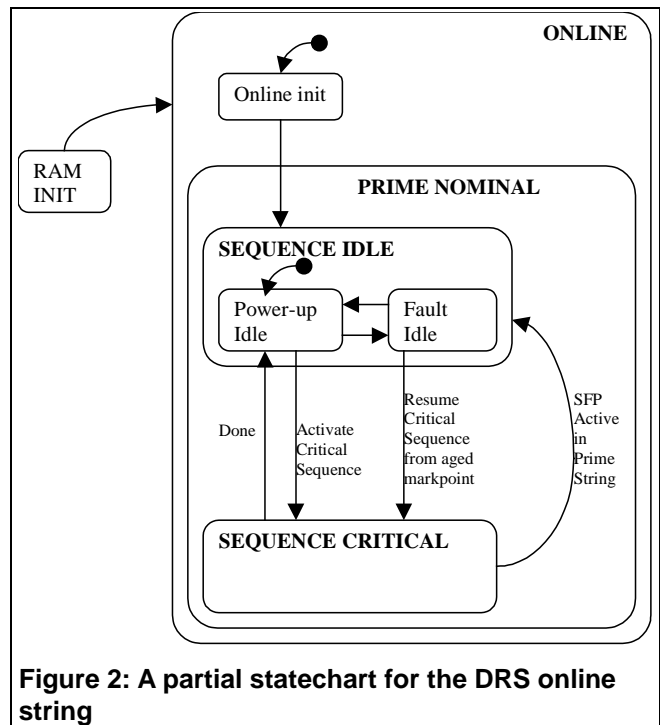 ONLINE
Online init
RAM
INIT
PRIME NOMINAL
SEQUENCE IDLE
Power-up
Idle
Fault
Idle
Done
Activate
Critical
Sequence
Resume
Critical
Sequence
from aged
markpoint
SFP
Active
in
Prime
String
SEQUENCE CRITICAL
Figure 2: A partial statechart for the DRS online
string